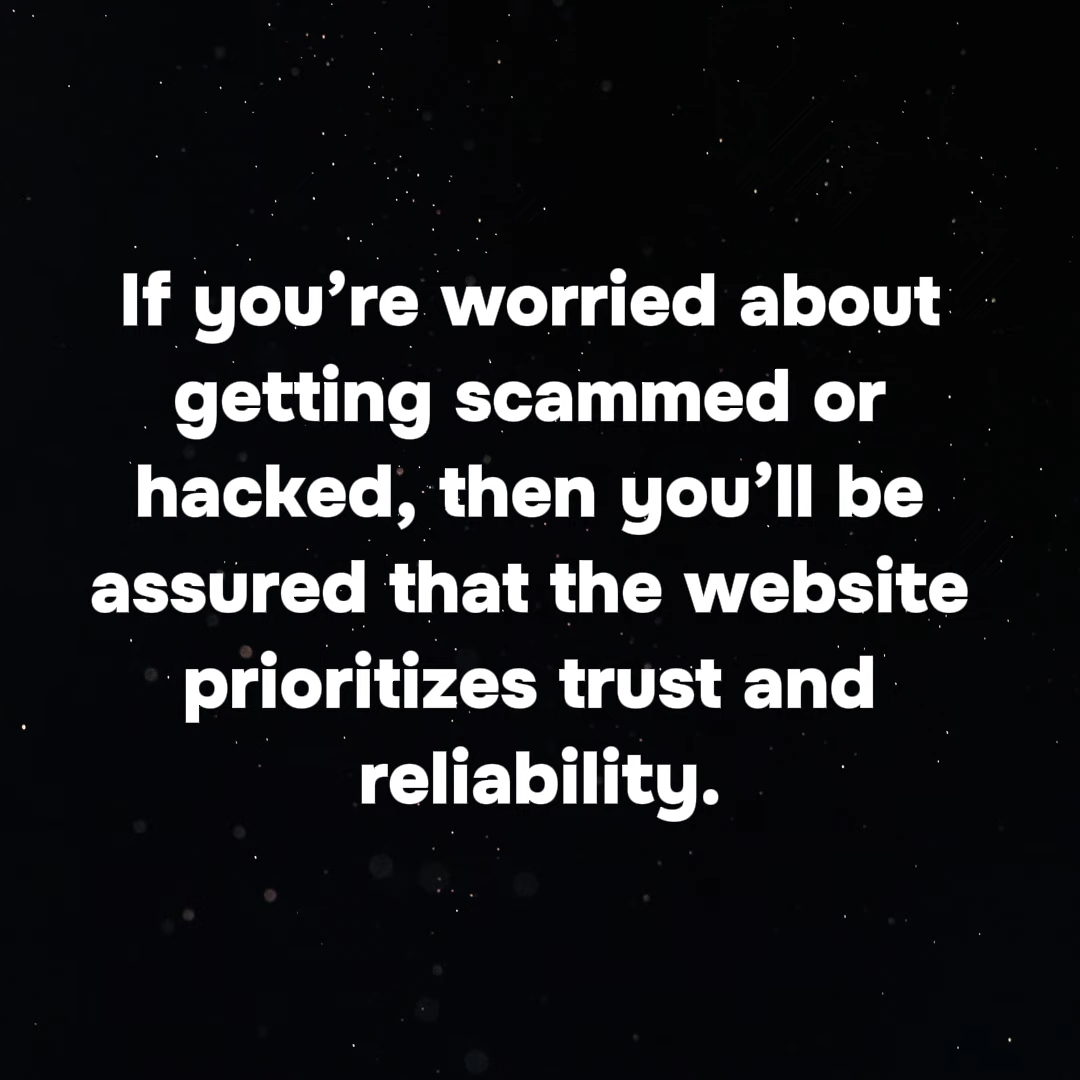 If you’re worried about
getting scammed or
hacked, then you’ll be
assured that the website
prioritizes trust and
reliability.